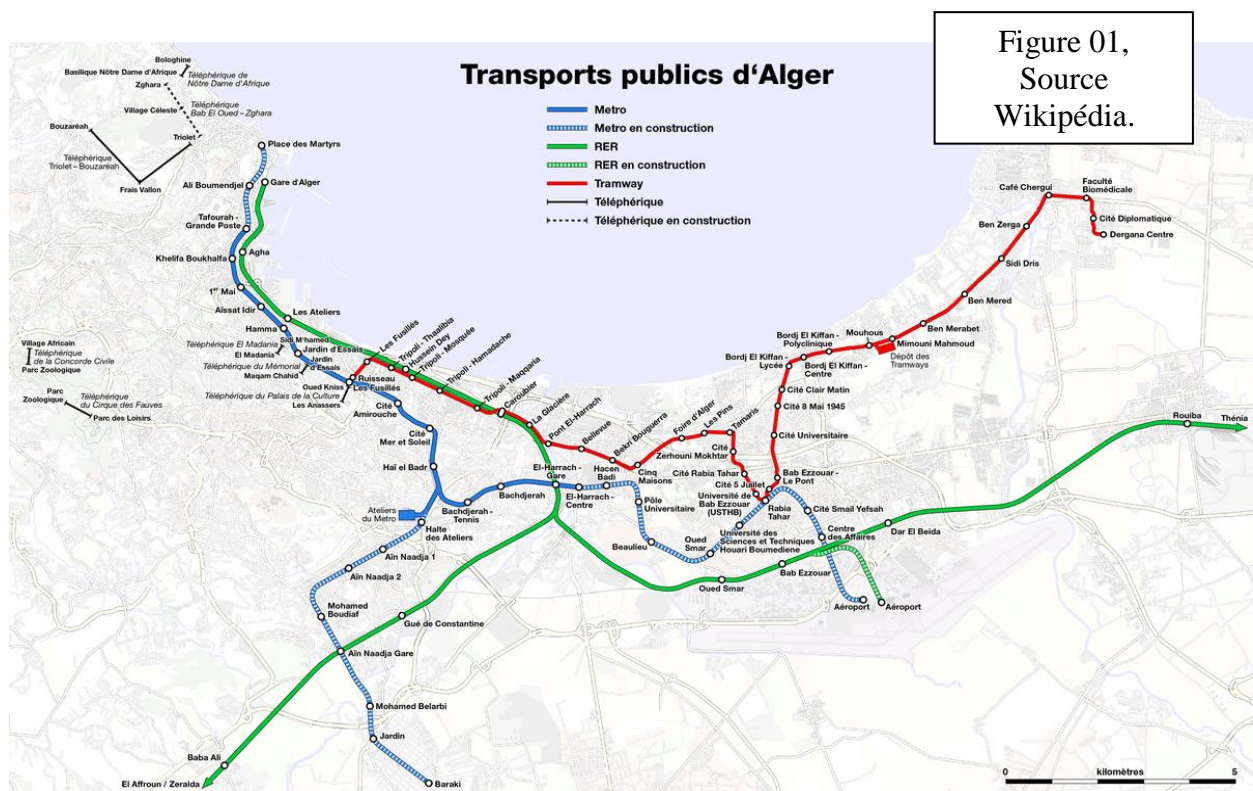 Figure 01,
Source
Wikipédia.
Transports publics d'Alger
Metro
Metro en construction
RER
RER en construction
Tramway
Téléphérique
Téléphérique en construction
Bologhine
Basilique Nôtre Dame d'Afrique
Téléphérique de
Nôtre Dame d'Afrique
Zghara
Village Céleste
Téléphérique
Bab El Oued – Zghara
Bouzaréah
Triolet
Téléphérique
Triolet – Bouzaréah
Frais Vallon
Place des Martyrs
Ali Boumendjel
Gare d'Alger
Tafourah -
Grande Poste
Khelifa Boukhalfa
Agha
1er Mai
Aïssat Idir
Les Ateliers
Hamma
Sidi M'hamed
Téléphérique El Madania
El Madania
Jardin d'Essais
Jardin
d'Essais
Téléphérique du Mémorial
Maqam Chahid
Oued Kniss
Téléphérique du Palais de la Culture
Les Anassers
Ruisseau
Les Fusillés
Village Africain
Téléphérique
de la Concorde Civile
Parc Zoologique
Parc
Zoologique
Téléphérique
du Cirque des Fauves
Parc des Loisirs
Les Fusillés
Tripoli - Thaâlibia
Hussein Dey
Tripoli - Mosquée
Tripoli - Hamadache
Tripoli - Maqqaria
Caroubier
La Glacière
Pont El-Harrach
Bellevue
Bekri Bouguerra
Cinq
Maisons
Foire d'Alger
Les Pins
Tamaris
Cité
Zerhouni Mokhtar
Cité Rabia Tahar
Cité 5 Juillet
Université de
Bab Ezzouar
(USTHB)
Rabia
Tahar
Bab Ezzouar -
Le Pont
Cité Universitaire
Cité 8 Mai 1945
Cité Clair Matin
Bordj El Kiffan -
Lycée
Bordj El Kiffan -
Centre
Bordj El Kiffan -
Polyclinique
Mouhous
Mimouni Mahmoud
Dépôt des
Tramways
Ben Merabet
Ben Mered
Sidi Dris
Ben Zerga
Café Chergui
Faculté
Biomédicale
Cité Diplomatique
Dergana Centre
Cité
Amirouche
Cité
Mer et Soleil
Haï el Badr
Ateliers
du Metro
Bachdjerah -
Tennis
Bachdjerah
El-Harrach -
Gare
El-Harrach -
Centre
Hacen
Badi
Pôle
Universitaire
Beaulieu
Oued
Smar
Université des
Sciences et Techniques
Houari Boumediene
Cité Smail Yefsah
Centre
des Affaires
Aéroport
Aéroport
Halte
des Ateliers
Aïn Naadja 1
Aïn Naadja 2
Mohamed
Boudiaf
Aïn Naadja Gare
Mohamed Belarbi
Jardin
Baraki
Gué de Constantine
Baba Ali
El Affroun / Zeralda
Oued Smar
Bab Ezzouar
Dar El Beida
Rouiba
Thénia
0 kilomètres 5